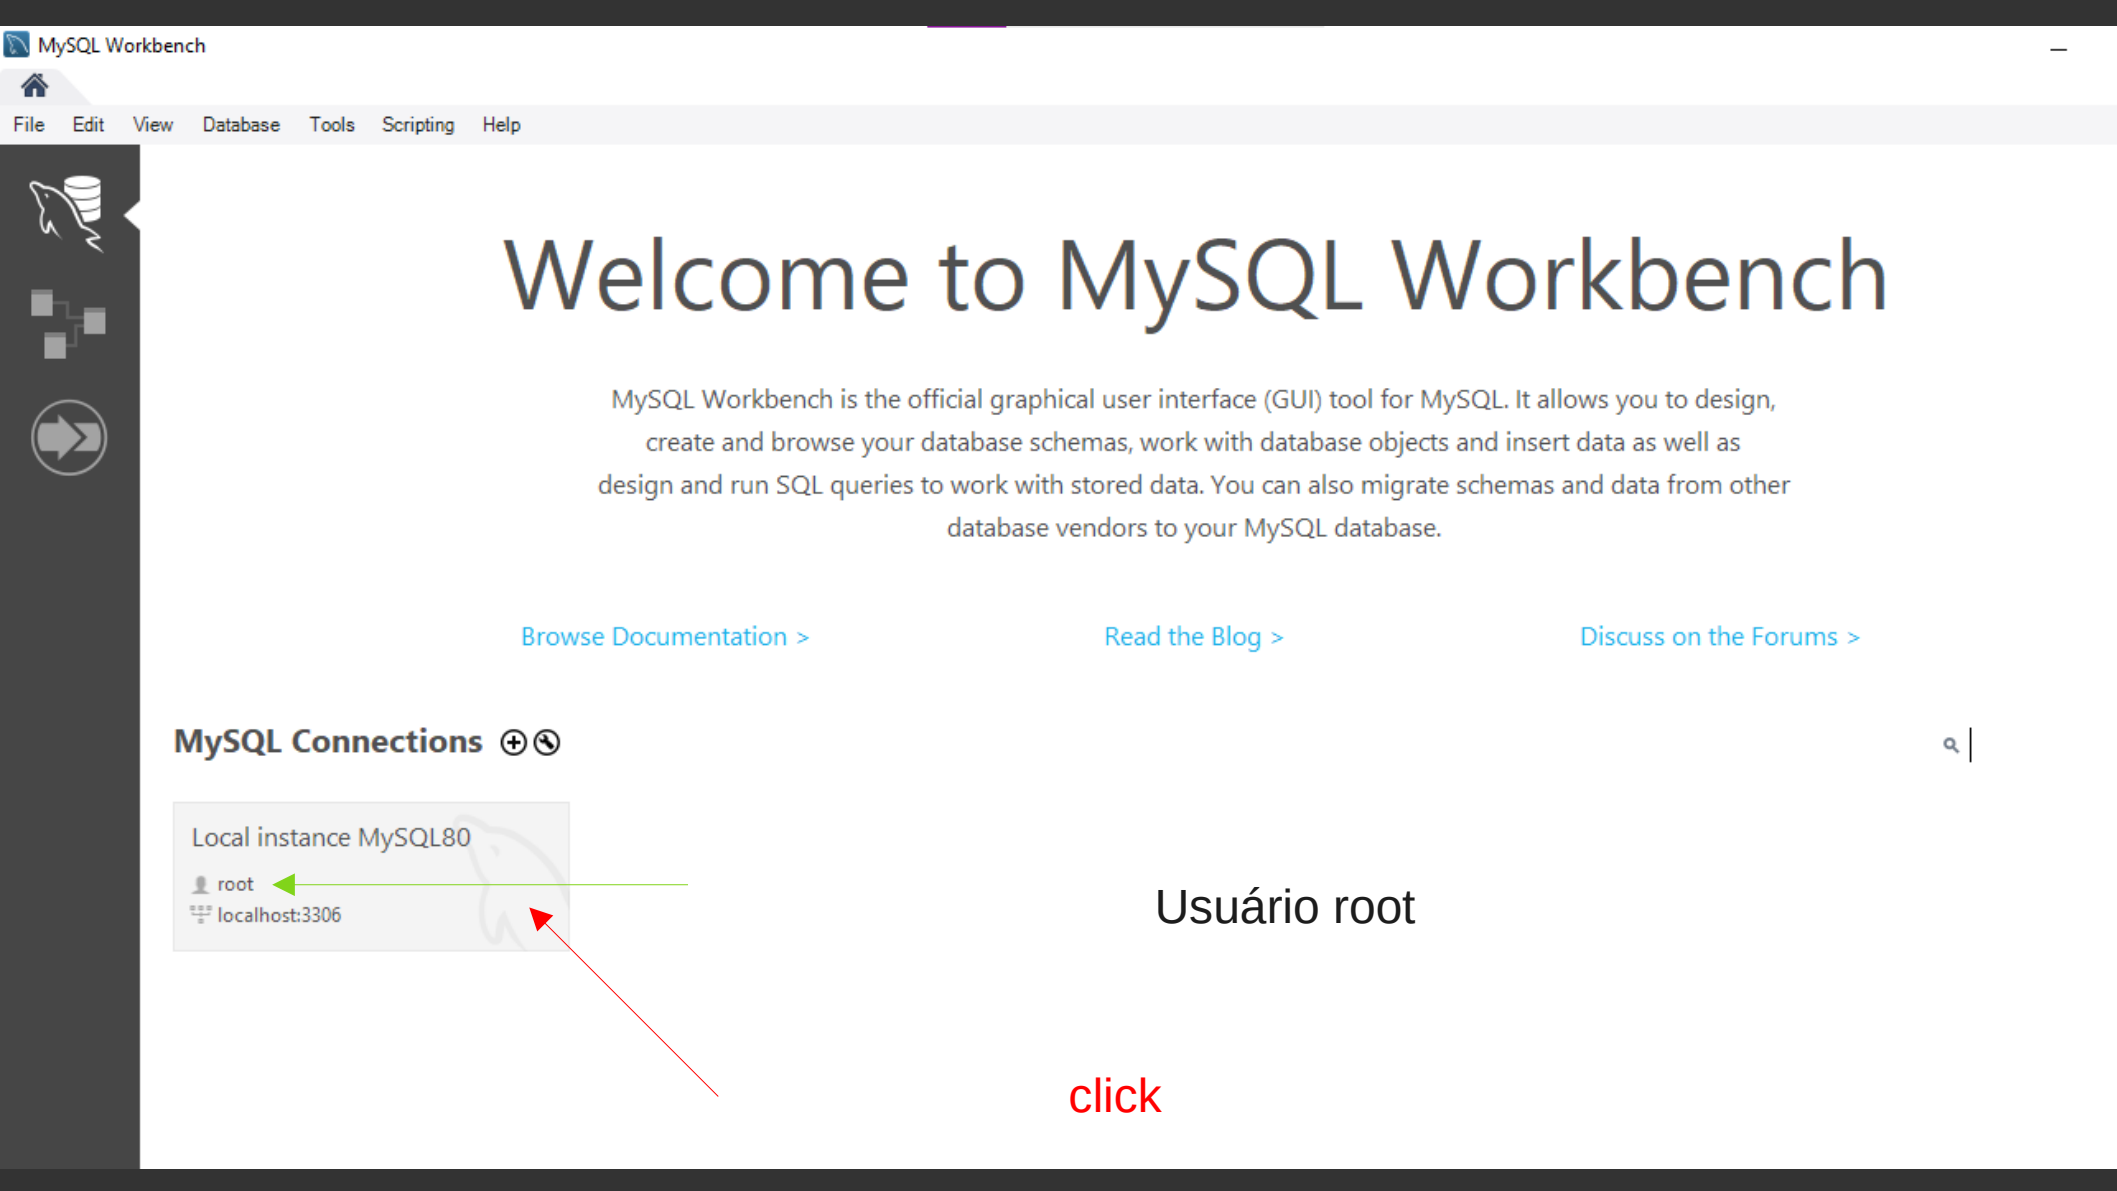 MySQL Workbench
File Edit View Database Tools Scripting Help
Welcome to MySQL Workbench
MySQL Workbench is the official graphical user interface (GUI) tool for MySQL. It allows you to design,
create and browse your database schemas, work with database objects and insert data as well as
design and run SQL queries to work with stored data. You can also migrate schemas and data from other
database vendors to your MySQL database.
Browse Documentation > Read the Blog > Discuss on the Forums >
MySQL Connections
Local instance MySQL80
root
localhost:3306
Usuário root
click